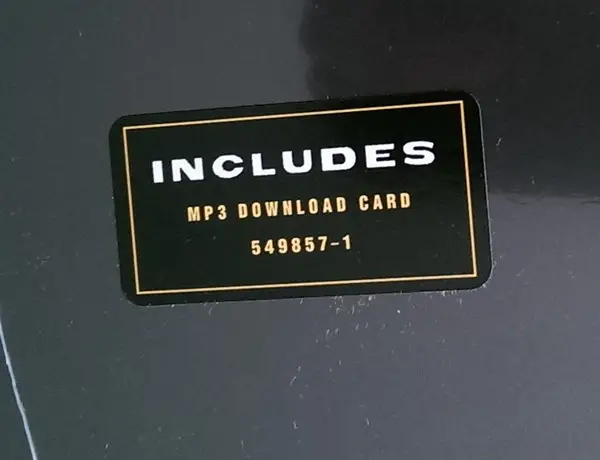 INCLUDES
MP3 DOWNLOAD CARD
549857-1